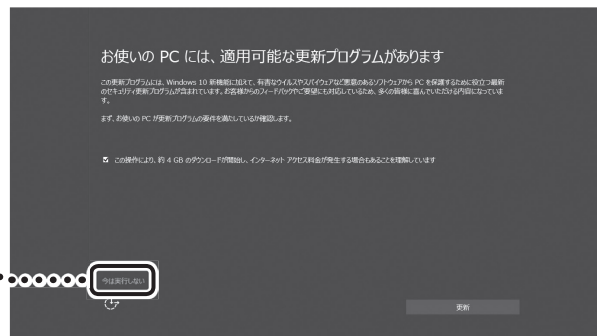 お使いの PC には、適用可能な更新プログラムがあります
この更新プログラムには、Windows 10 新機能に加えて、有害なウイルスやスパイウェアなど悪意のあるソフトウェアから PC を保護するために役立つ最新
のセキュリティ更新プログラムが含まれています。お客様からのフィードバックやご要望にも対応しているため、多くの皆様に喜んでいただける内容になっていま
す。
まず、お使いの PC が更新プログラムの要件を満たしているか確認します。
この操作により、約 4 GB のダウンロードが開始し、インターネット アクセス料金が発生する場合もあることを理解しています
今は実行しない
更新